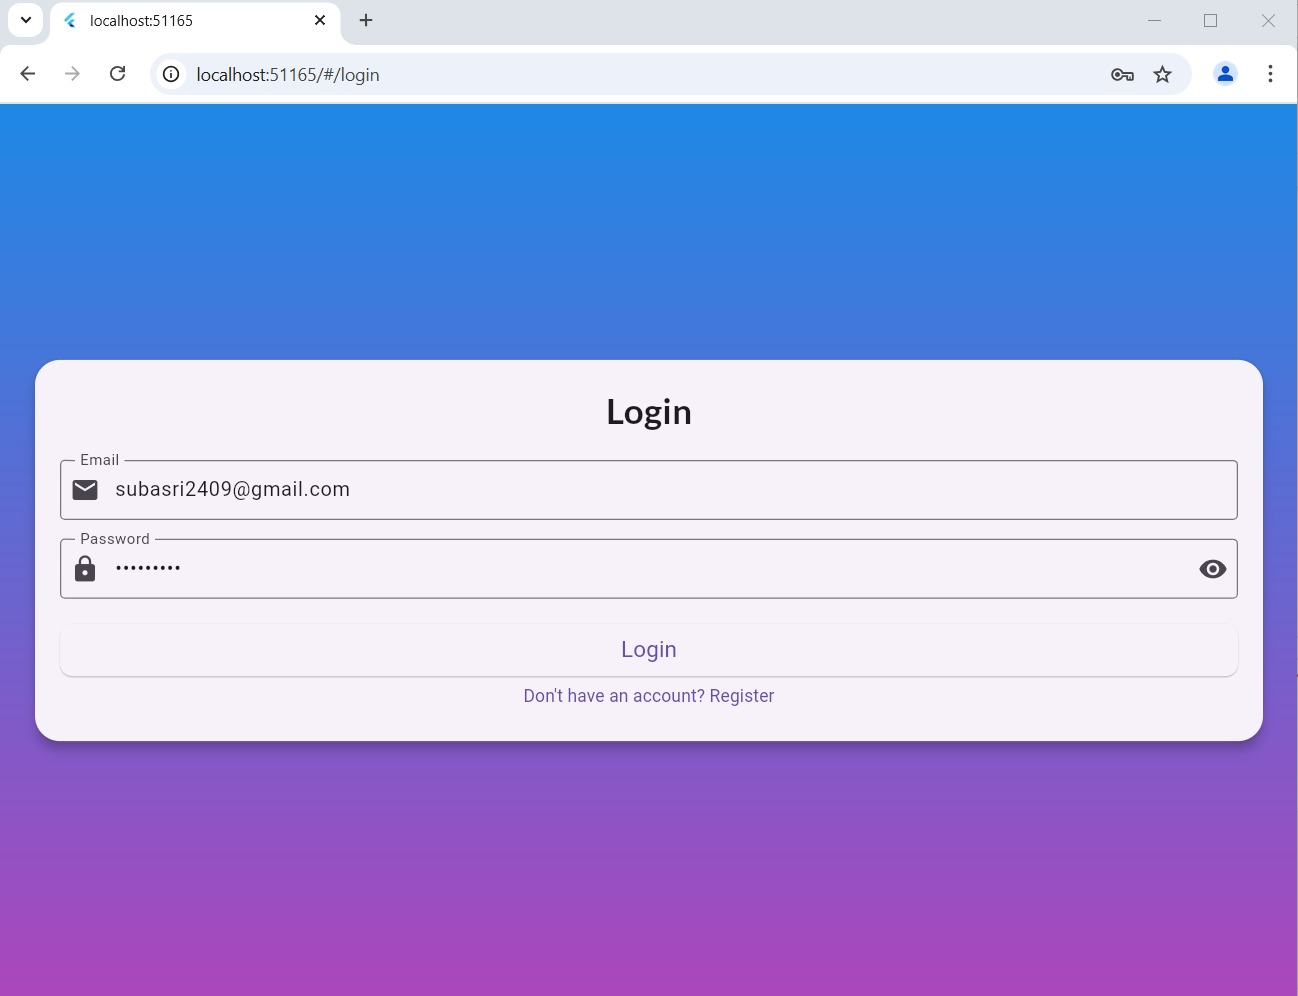 localhost:51165
localhost:51165/#/login
Login
Email
subasri2409@gmail.com
Password
•••••••••
Login
Don't have an account? Register